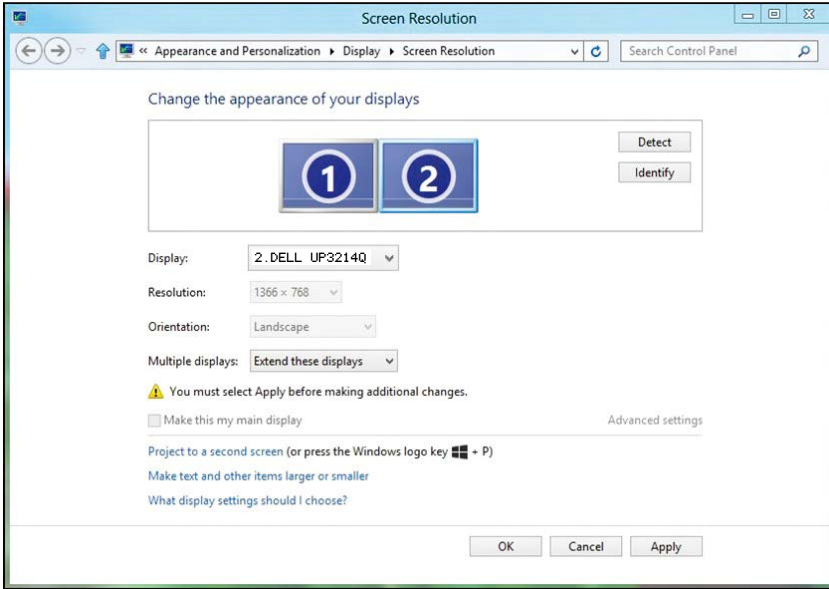 Screen Resolution
« Appearance and Personalization ▸ Display ▸ Screen Resolution Search Control Panel
Change the appearance of your displays
1 2
Detect
Identify
Display: 2.DELL UP3214Q
Resolution: 1366 × 768
Orientation: Landscape
Multiple displays: Extend these displays
You must select Apply before making additional changes.
Make this my main display Advanced settings
Project to a second screen (or press the Windows logo key + P)
Make text and other items larger or smaller
What display settings should I choose?
OK Cancel Apply